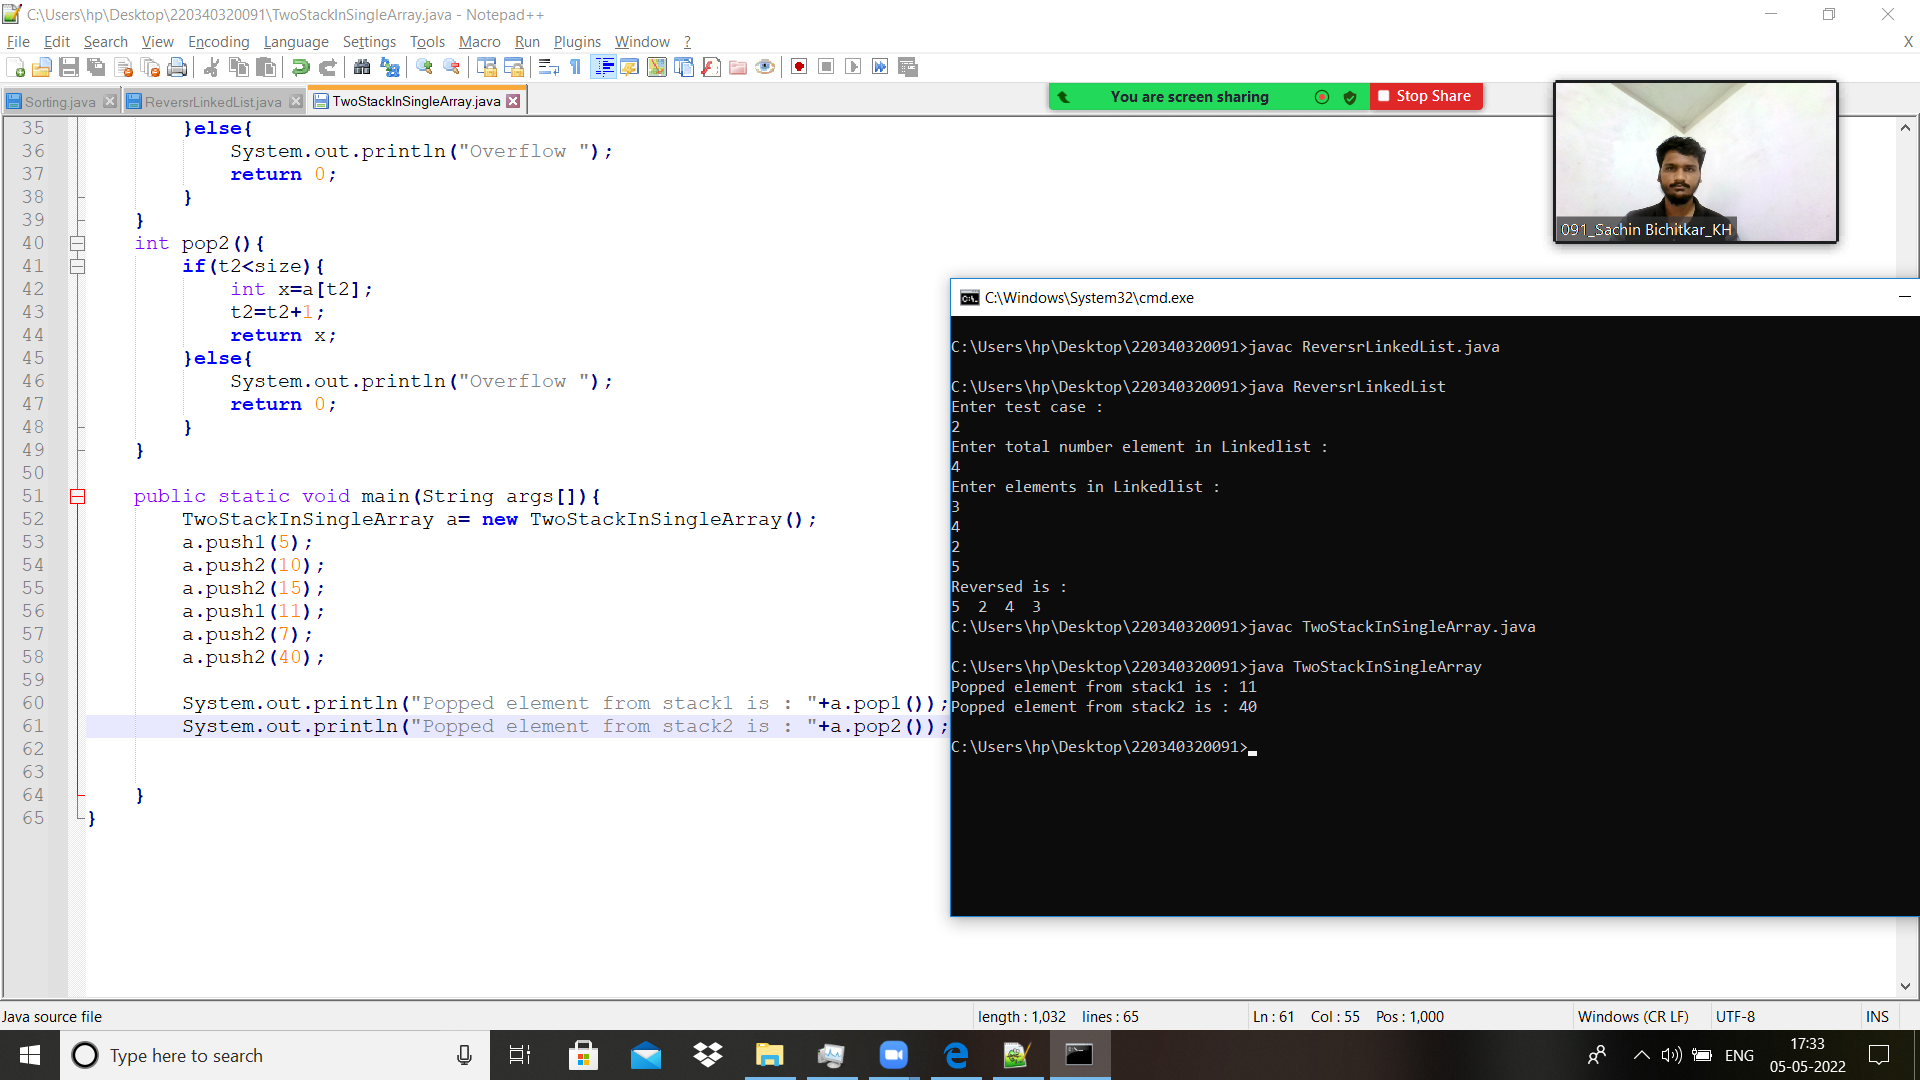 C:\Users\hp\Desktop\220340320091\TwoStackInSingleArray.java - Notepad++
File Edit Search View Encoding Language Settings Tools Macro Run Plugins Window ? X
Sorting.java ReversrLinkedList.java TwoStackInSingleArray.java
You are screen sharing Stop Share
091_Sachin Bichitkar_KH
35 }else{
36 System.out.println("Overflow ");
37 return 0;
38 }
39 }
40 int pop2(){
41 if(t2<size){
42 int x=a[t2];
43 t2=t2+1;
44 return x;
45 }else{
46 System.out.println("Overflow ");
47 return 0;
48 }
49 }
50
51 public static void main(String args[]){
52 TwoStackInSingleArray a= new TwoStackInSingleArray();
53 a.push1(5);
54 a.push2(10);
55 a.push2(15);
56 a.push1(11);
57 a.push2(7);
58 a.push2(40);
59
60 System.out.println("Popped element from stack1 is : "+a.pop1());
61 System.out.println("Popped element from stack2 is : "+a.pop2());
62
63
64 }
65 }
C:\Windows\System32\cmd.exe
C:\Users\hp\Desktop\220340320091>javac ReversrLinkedList.java
C:\Users\hp\Desktop\220340320091>java ReversrLinkedList
Enter test case :
2
Enter total number element in Linkedlist :
4
Enter elements in Linkedlist :
3
4
2
5
Reversed is :
5 2 4 3
C:\Users\hp\Desktop\220340320091>javac TwoStackInSingleArray.java
C:\Users\hp\Desktop\220340320091>java TwoStackInSingleArray
Popped element from stack1 is : 11
Popped element from stack2 is : 40
C:\Users\hp\Desktop\220340320091>
Java source file length : 1,032 lines : 65 Ln : 61 Col : 55 Pos : 1,000 Windows (CR LF) UTF-8 INS
Type here to search
ENG
17:33
05-05-2022